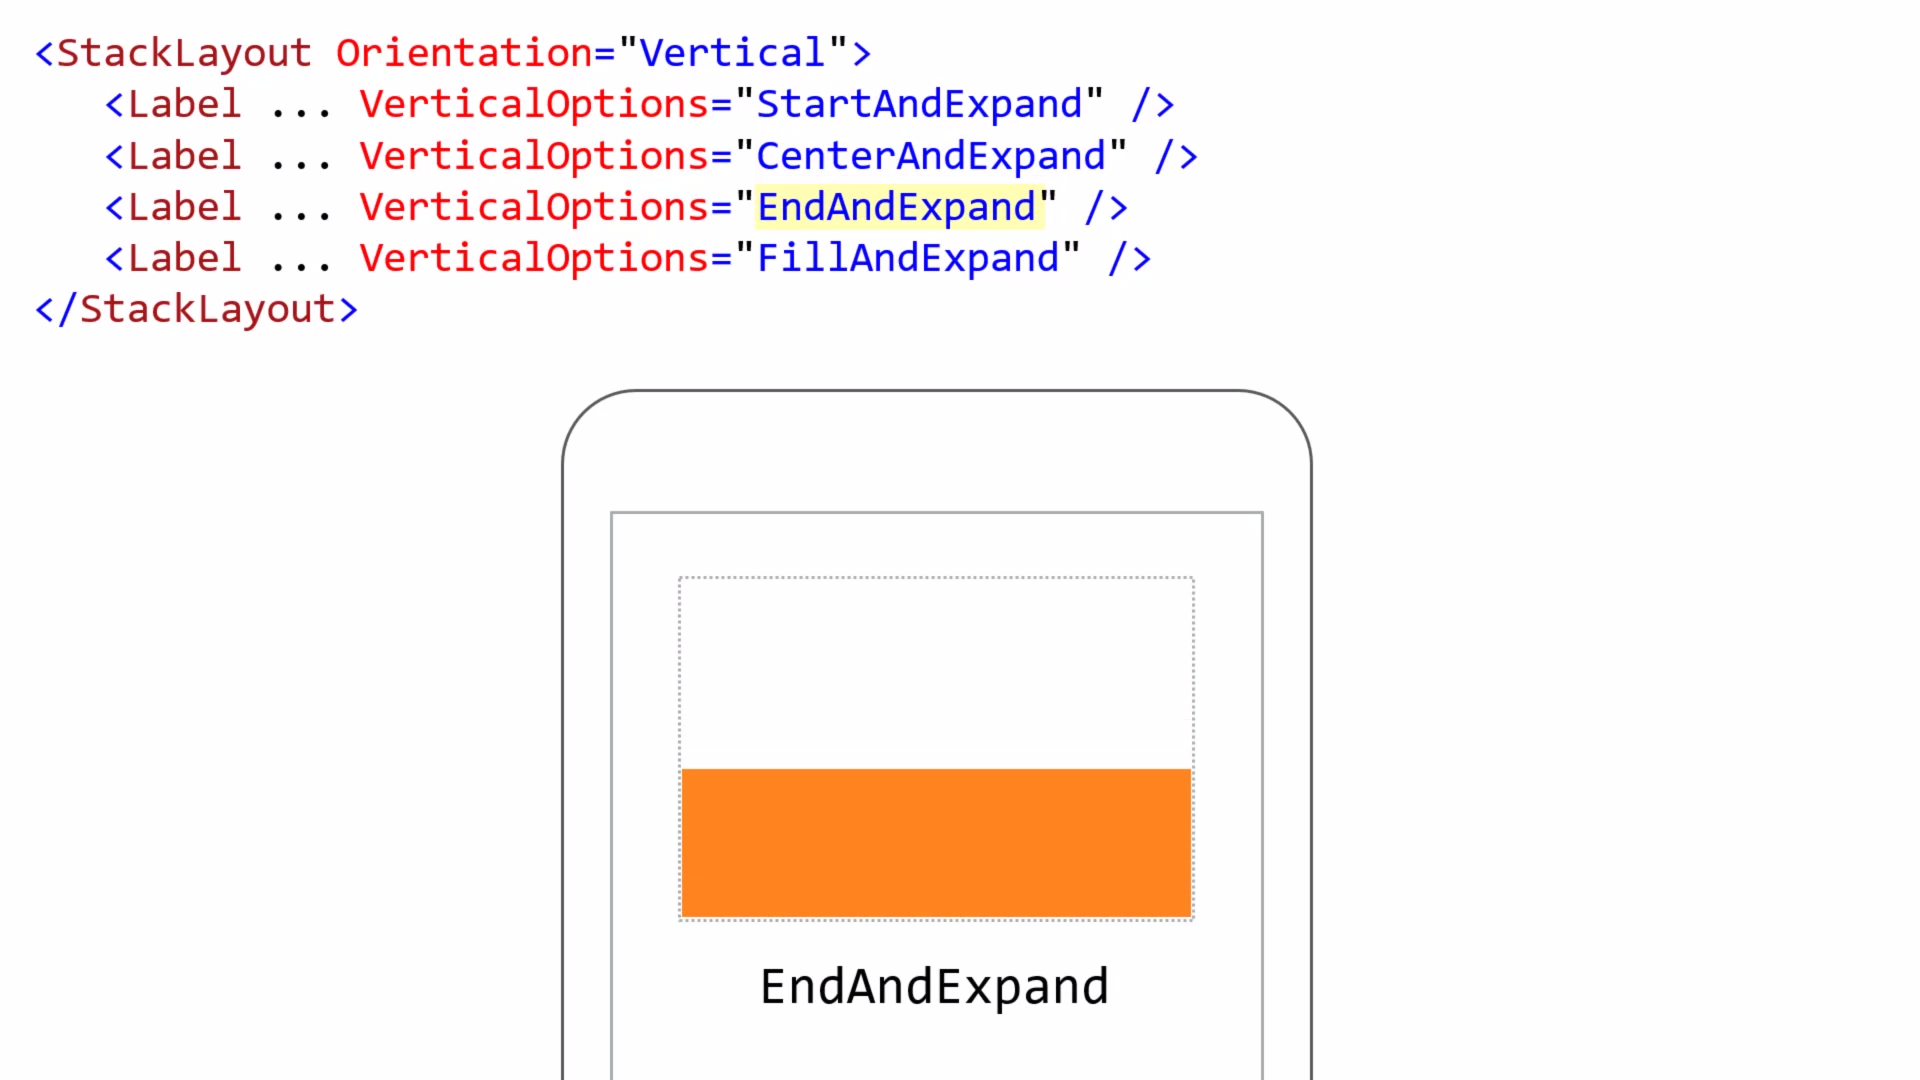 <StackLayout Orientation="Vertical">
<Label ... VerticalOptions="StartAndExpand" />
<Label ... VerticalOptions="CenterAndExpand" />
<Label ... VerticalOptions="EndAndExpand" />
<Label ... VerticalOptions="FillAndExpand" />
</StackLayout>
EndAndExpand